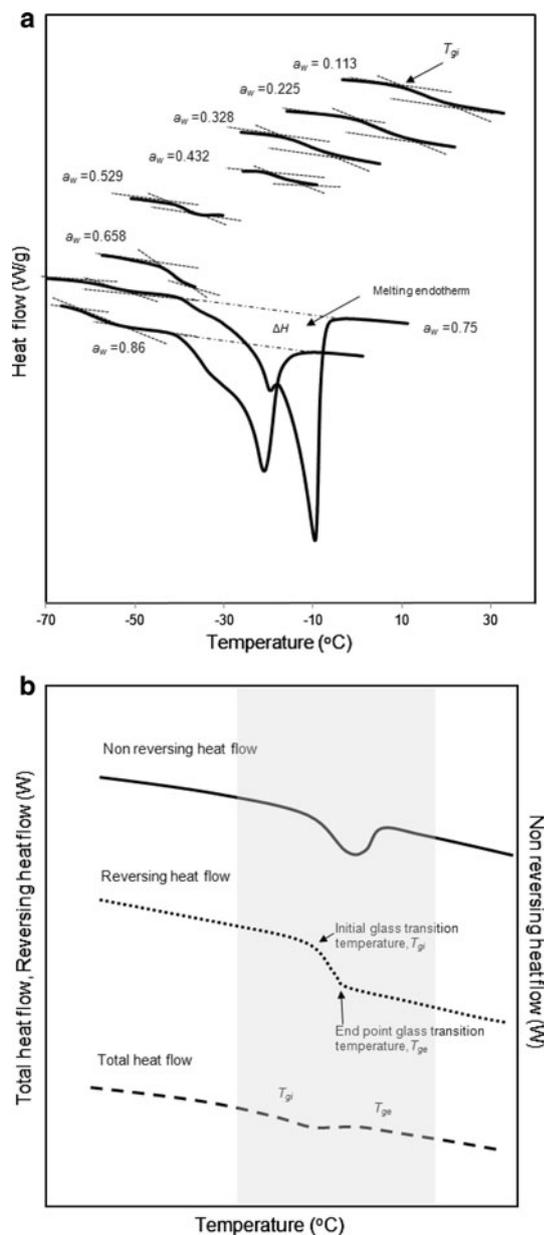 a
a_w = 0.113
T_gi
a_w = 0.225
a_w = 0.328
a_w = 0.432
a_w = 0.529
a_w = 0.658
Melting endotherm
ΔH
a_w = 0.75
a_w = 0.86
Heat flow (W/g)
-70 -50 -30 -10 10 30
Temperature (°C)
b
Non reversing heat flow
Reversing heat flow
Initial glass transition
temperature, T_gi
End point glass transition
temperature, T_ge
Total heat flow
T_gi T_ge
Total heat flow, Reversing heat flow (W)
Non reversing heat flow (W)
Temperature (°C)